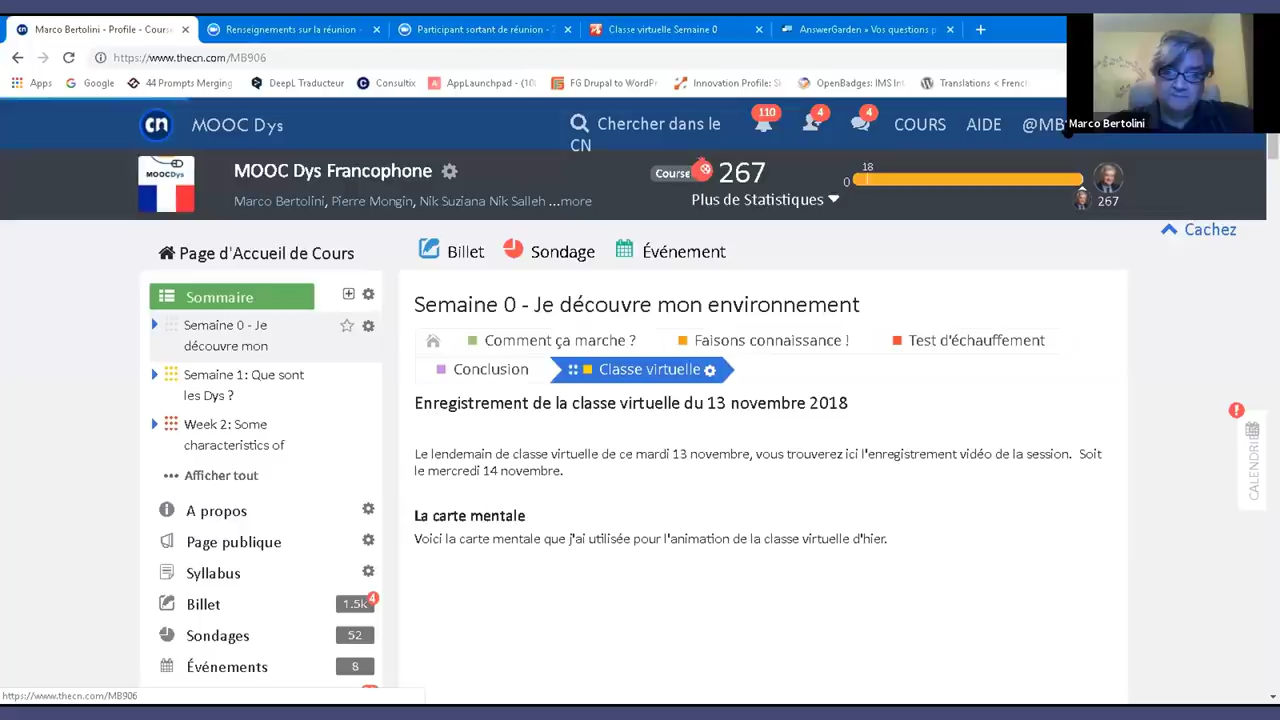 Marco Bertolini - Profile - Course
Renseignements sur la réunion
Participant sortant de réunion - Z
Classe virtuelle Semaine 0
AnswerGarden » Vos questions p
https://www.thecn.com/MB906
Apps
Google
44 Prompts Merging
DeepL Traducteur
Consultix
AppLaunchpad - (10
FG Drupal to WordPr
Innovation Profile: S
OpenBadges: IMS Int
Translations < Frenc
Marco Bertolini
cn MOOC Dys
Chercher dans le CN
110
4
4
COURS
AIDE
@MB
MOOCDys
MOOC Dys Francophone
Marco Bertolini, Pierre Mongin, Nik Suziana Nik Salleh ...more
Course
267
Plus de Statistiques
0
18
267
Cachez
Page d'Accueil de Cours
Billet
Sondage
Événement
Sommaire
Semaine 0 - Je
découvre mon
Semaine 1: Que sont
les Dys ?
Week 2: Some
characteristics of
Afficher tout
A propos
Page publique
Syllabus
Billet 1.5k 4
Sondages 52
Événements 8
Semaine 0 - Je découvre mon environnement
Comment ça marche ?
Faisons connaissance !
Test d'échauffement
Conclusion
Classe virtuelle
Enregistrement de la classe virtuelle du 13 novembre 2018
Le lendemain de classe virtuelle de ce mardi 13 novembre, vous trouverez ici l'enregistrement vidéo de la session. Soit
le mercredi 14 novembre.
La carte mentale
Voici la carte mentale que j'ai utilisée pour l'animation de la classe virtuelle d'hier.
CALENDRIE
https://www.thecn.com/MB906